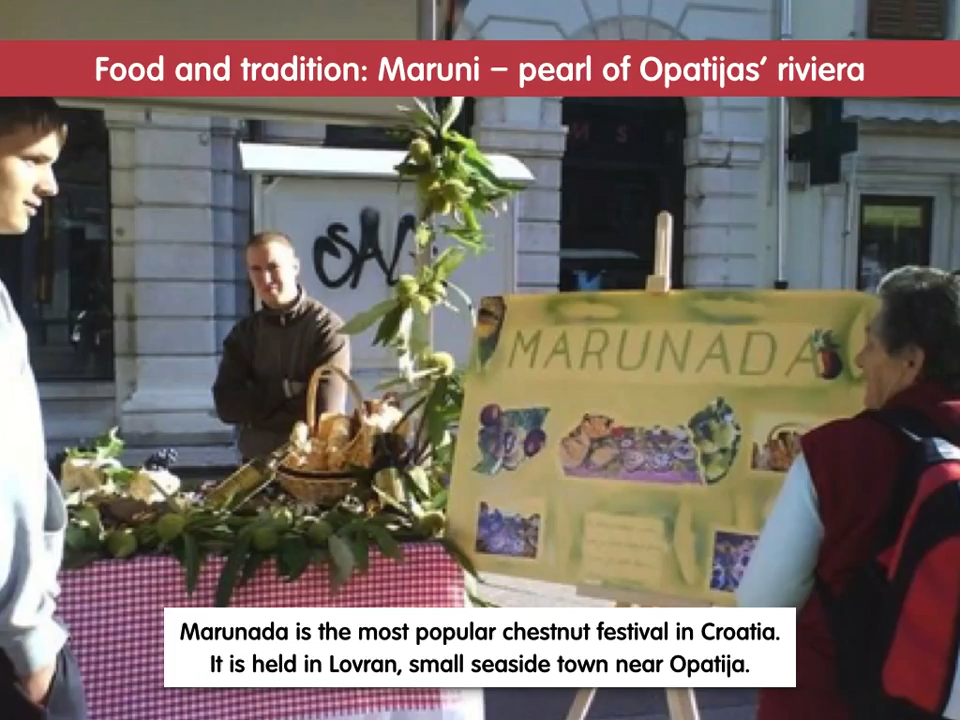 Food and tradition: Maruni – pearl of Opatijas’ riviera
MARUNADA
Marunada is the most popular chestnut festival in Croatia.
It is held in Lovran, small seaside town near Opatija.